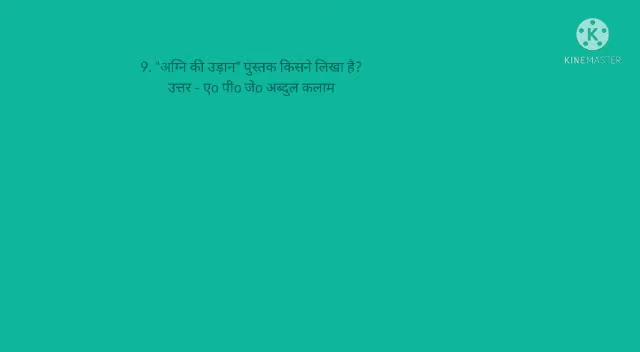 KINEMASTER
9. "अग्नि की उड़ान" पुस्तक किसने लिखा है?
उत्तर - ए० पी० जे० अब्दुल कलाम